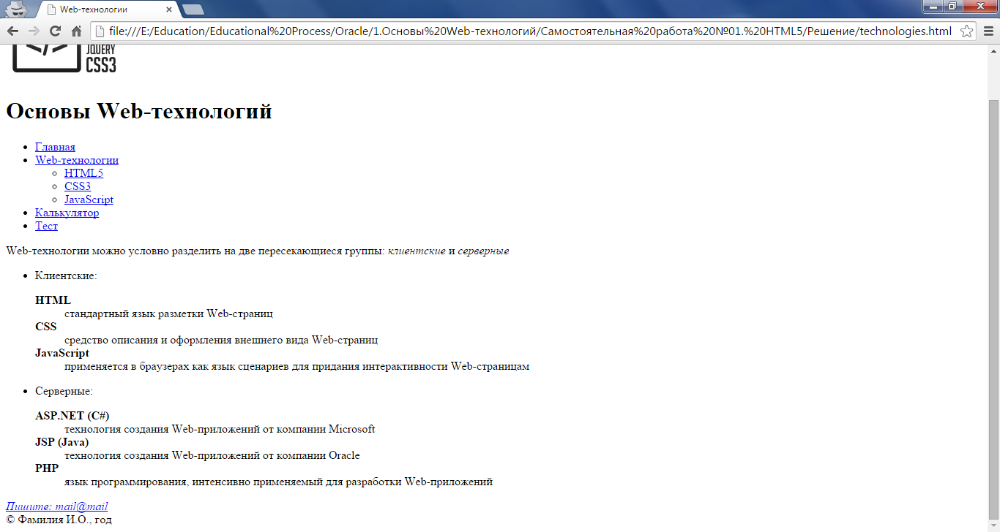 Web-технологии
file:///E:/Education/Educational%20Process/Oracle/1.Основы%20Web-технологий/Самостоятельная%20работа%20№01.%20HTML5/Решение/technologies.html
JQUERY
CSS3
Основы Web-технологий
Главная
Web-технологии
HTML5
CSS3
JavaScript
Калькулятор
Тест
Web-технологии можно условно разделить на две пересекающиеся группы: клиентские и серверные
Клиентские:
HTML
стандартный язык разметки Web-страниц
CSS
средство описания и оформления внешнего вида Web-страниц
JavaScript
применяется в браузерах как язык сценариев для придания интерактивности Web-страницам
Серверные:
ASP.NET (C#)
технология создания Web-приложений от компании Microsoft
JSP (Java)
технология создания Web-приложений от компании Oracle
PHP
язык программирования, интенсивно применяемый для разработки Web-приложений
Пишите: mail@mail
© Фамилия И.О., год